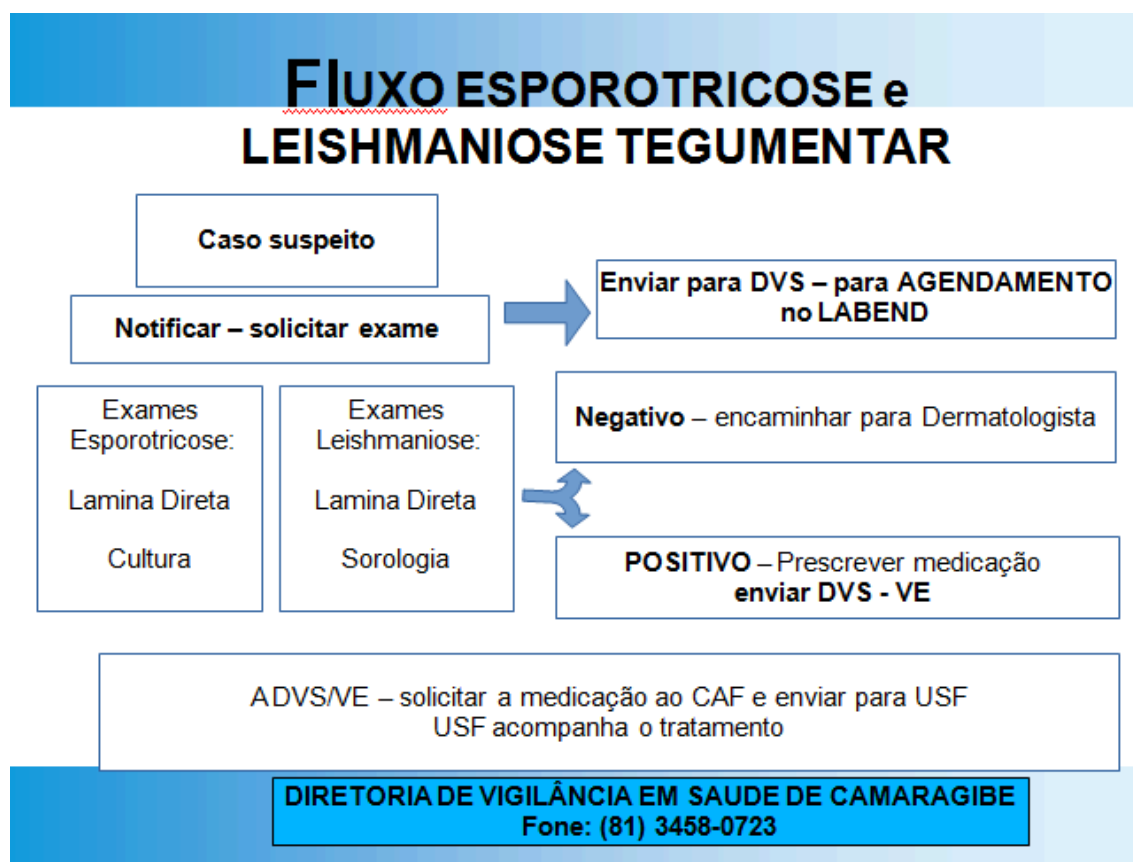 FlUXO ESPOROTRICOSE e
LEISHMANIOSE TEGUMENTAR
Caso suspeito
Notificar – solicitar exame
Enviar para DVS – para AGENDAMENTO
no LABEND
Exames
Esporotricose:
Lamina Direta
Cultura
Exames
Leishmaniose:
Lamina Direta
Sorologia
Negativo – encaminhar para Dermatologista
POSITIVO – Prescrever medicação
enviar DVS - VE
A DVS/VE – solicitar a medicação ao CAF e enviar para USF
USF acompanha o tratamento
DIRETORIA DE VIGILÂNCIA EM SAUDE DE CAMARAGIBE
Fone: (81) 3458-0723